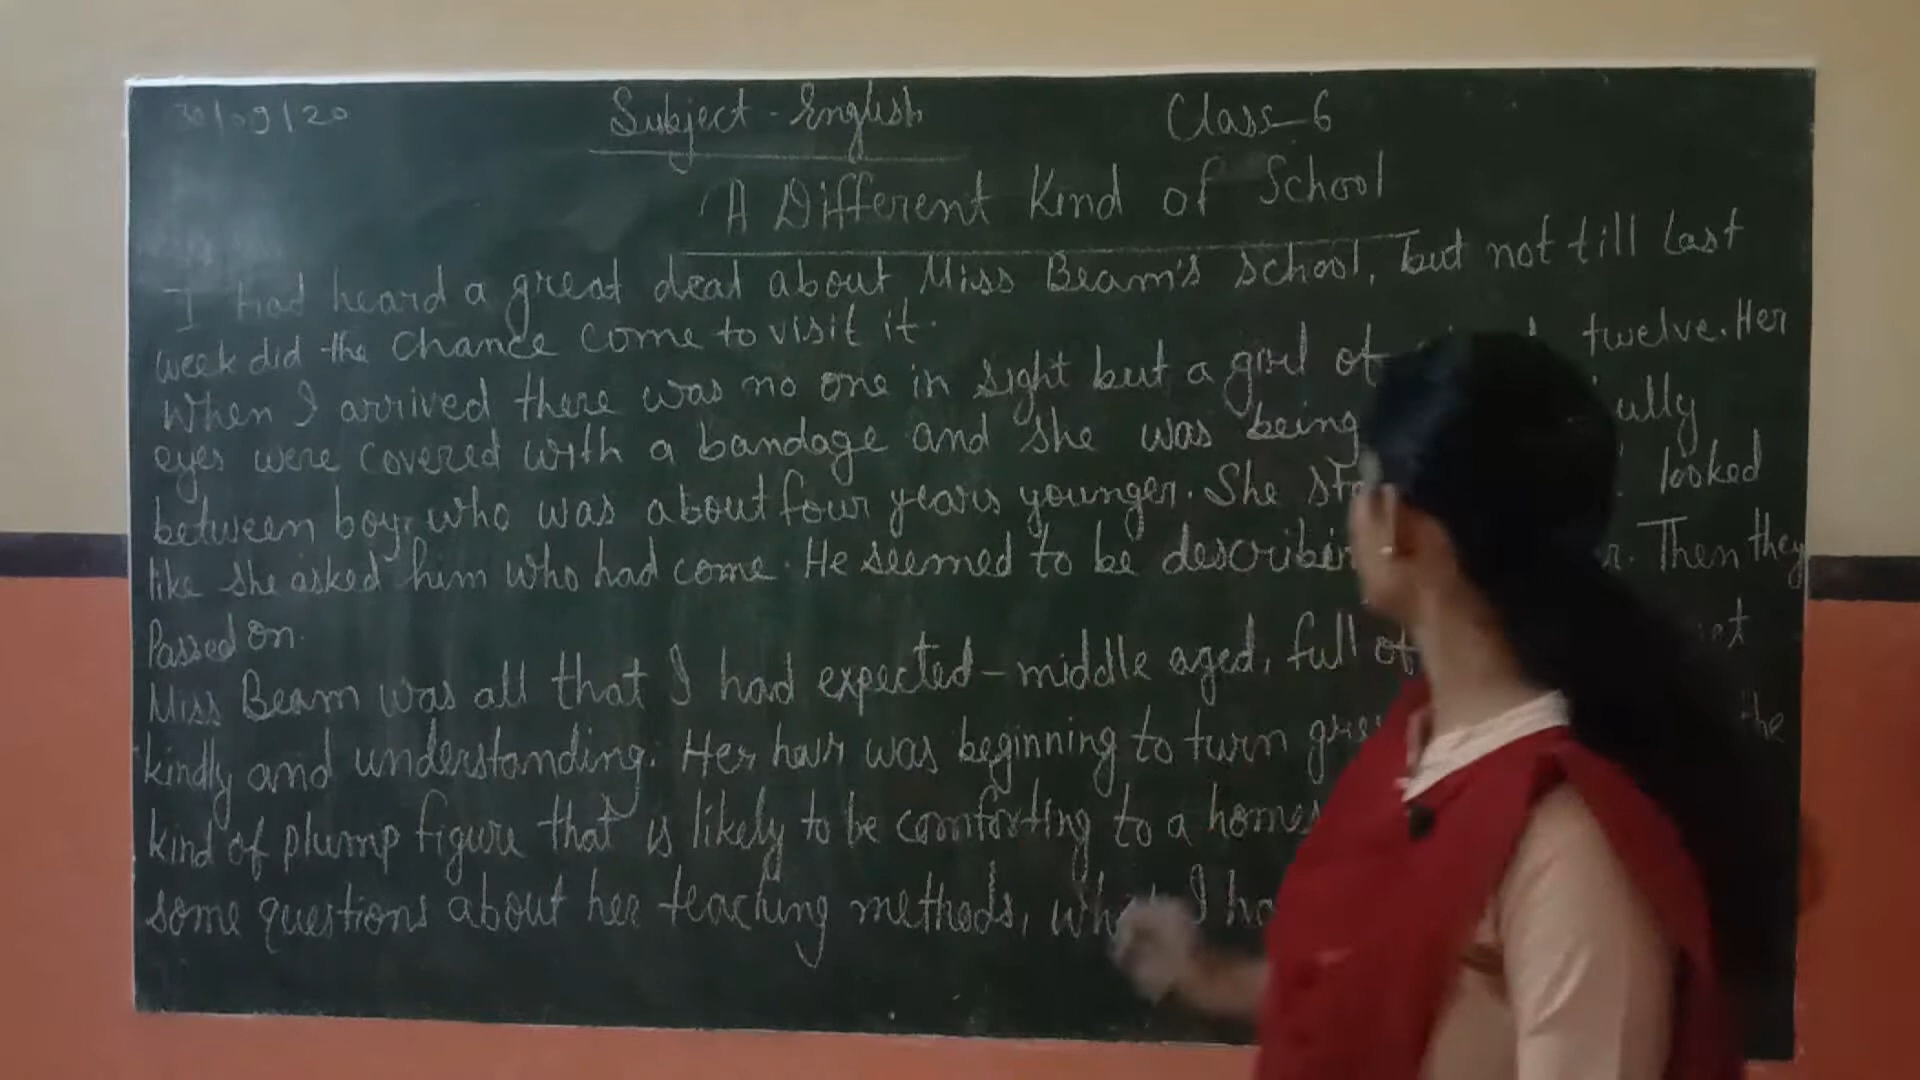 30/09/20
Subject - English
Class - 6
A Different Kind of School
I Had heard a great deal about Miss Beam's school, but not till last
week did the chance come to visit it.
When I arrived there was no one in sight but a girl of twelve. Her
eyes were covered with a bandage and she was being
between boy, who was about four years younger. She looked
like she asked him who had come. He seemed to be Then they
Passed on.
Miss Beam was all that I had expected - middle aged, full of
kindly and understanding. Her hair was beginning to turn the
kind of plump figure that is likely to be comforting to a
some questions about her teaching methods, I